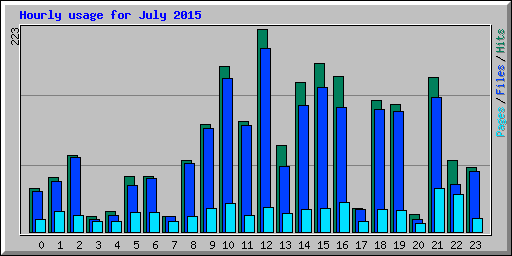 Hourly usage for July 2015
223
Pages/Files/Hits
0 1 2 3 4 5 6 7 8 9 10 11 12 13 14 15 16 17 18 19 20 21 22 23